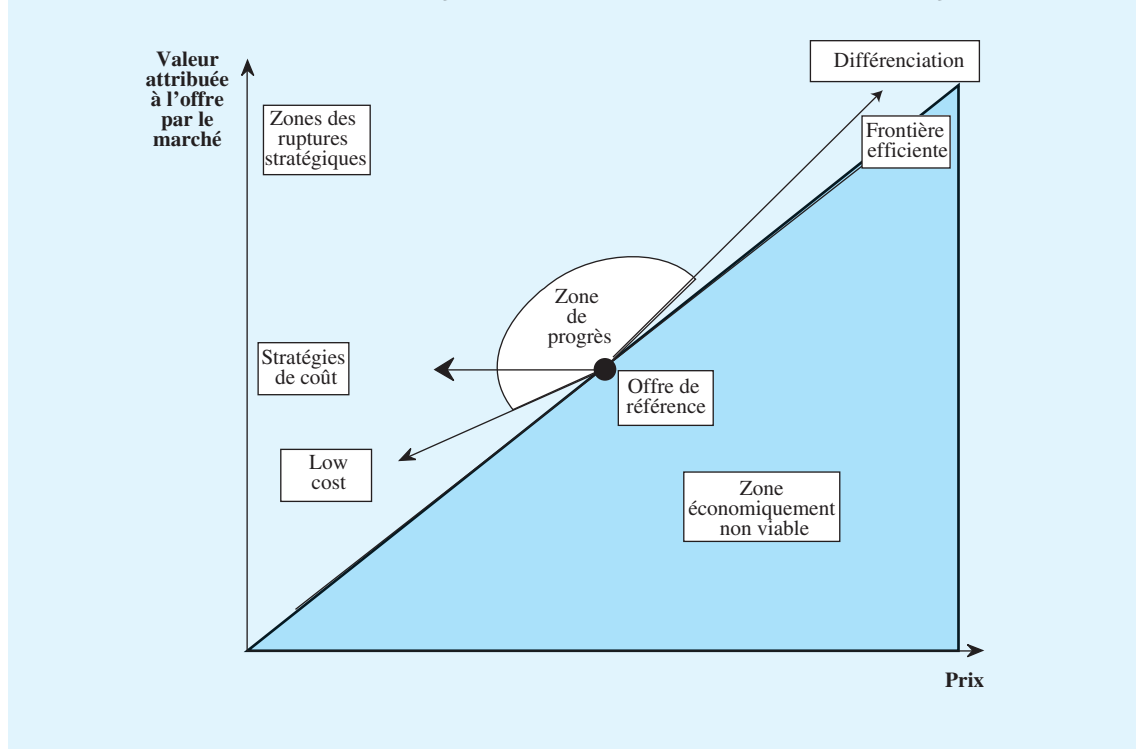 Valeur
attribuée
à l'offre
par le
marché
Zones des
ruptures
stratégiques
Différenciation
Frontière
efficiente
Zone
de
progrès
Stratégies
de coût
Offre de
référence
Low
cost
Zone
économiquement
non viable
Prix